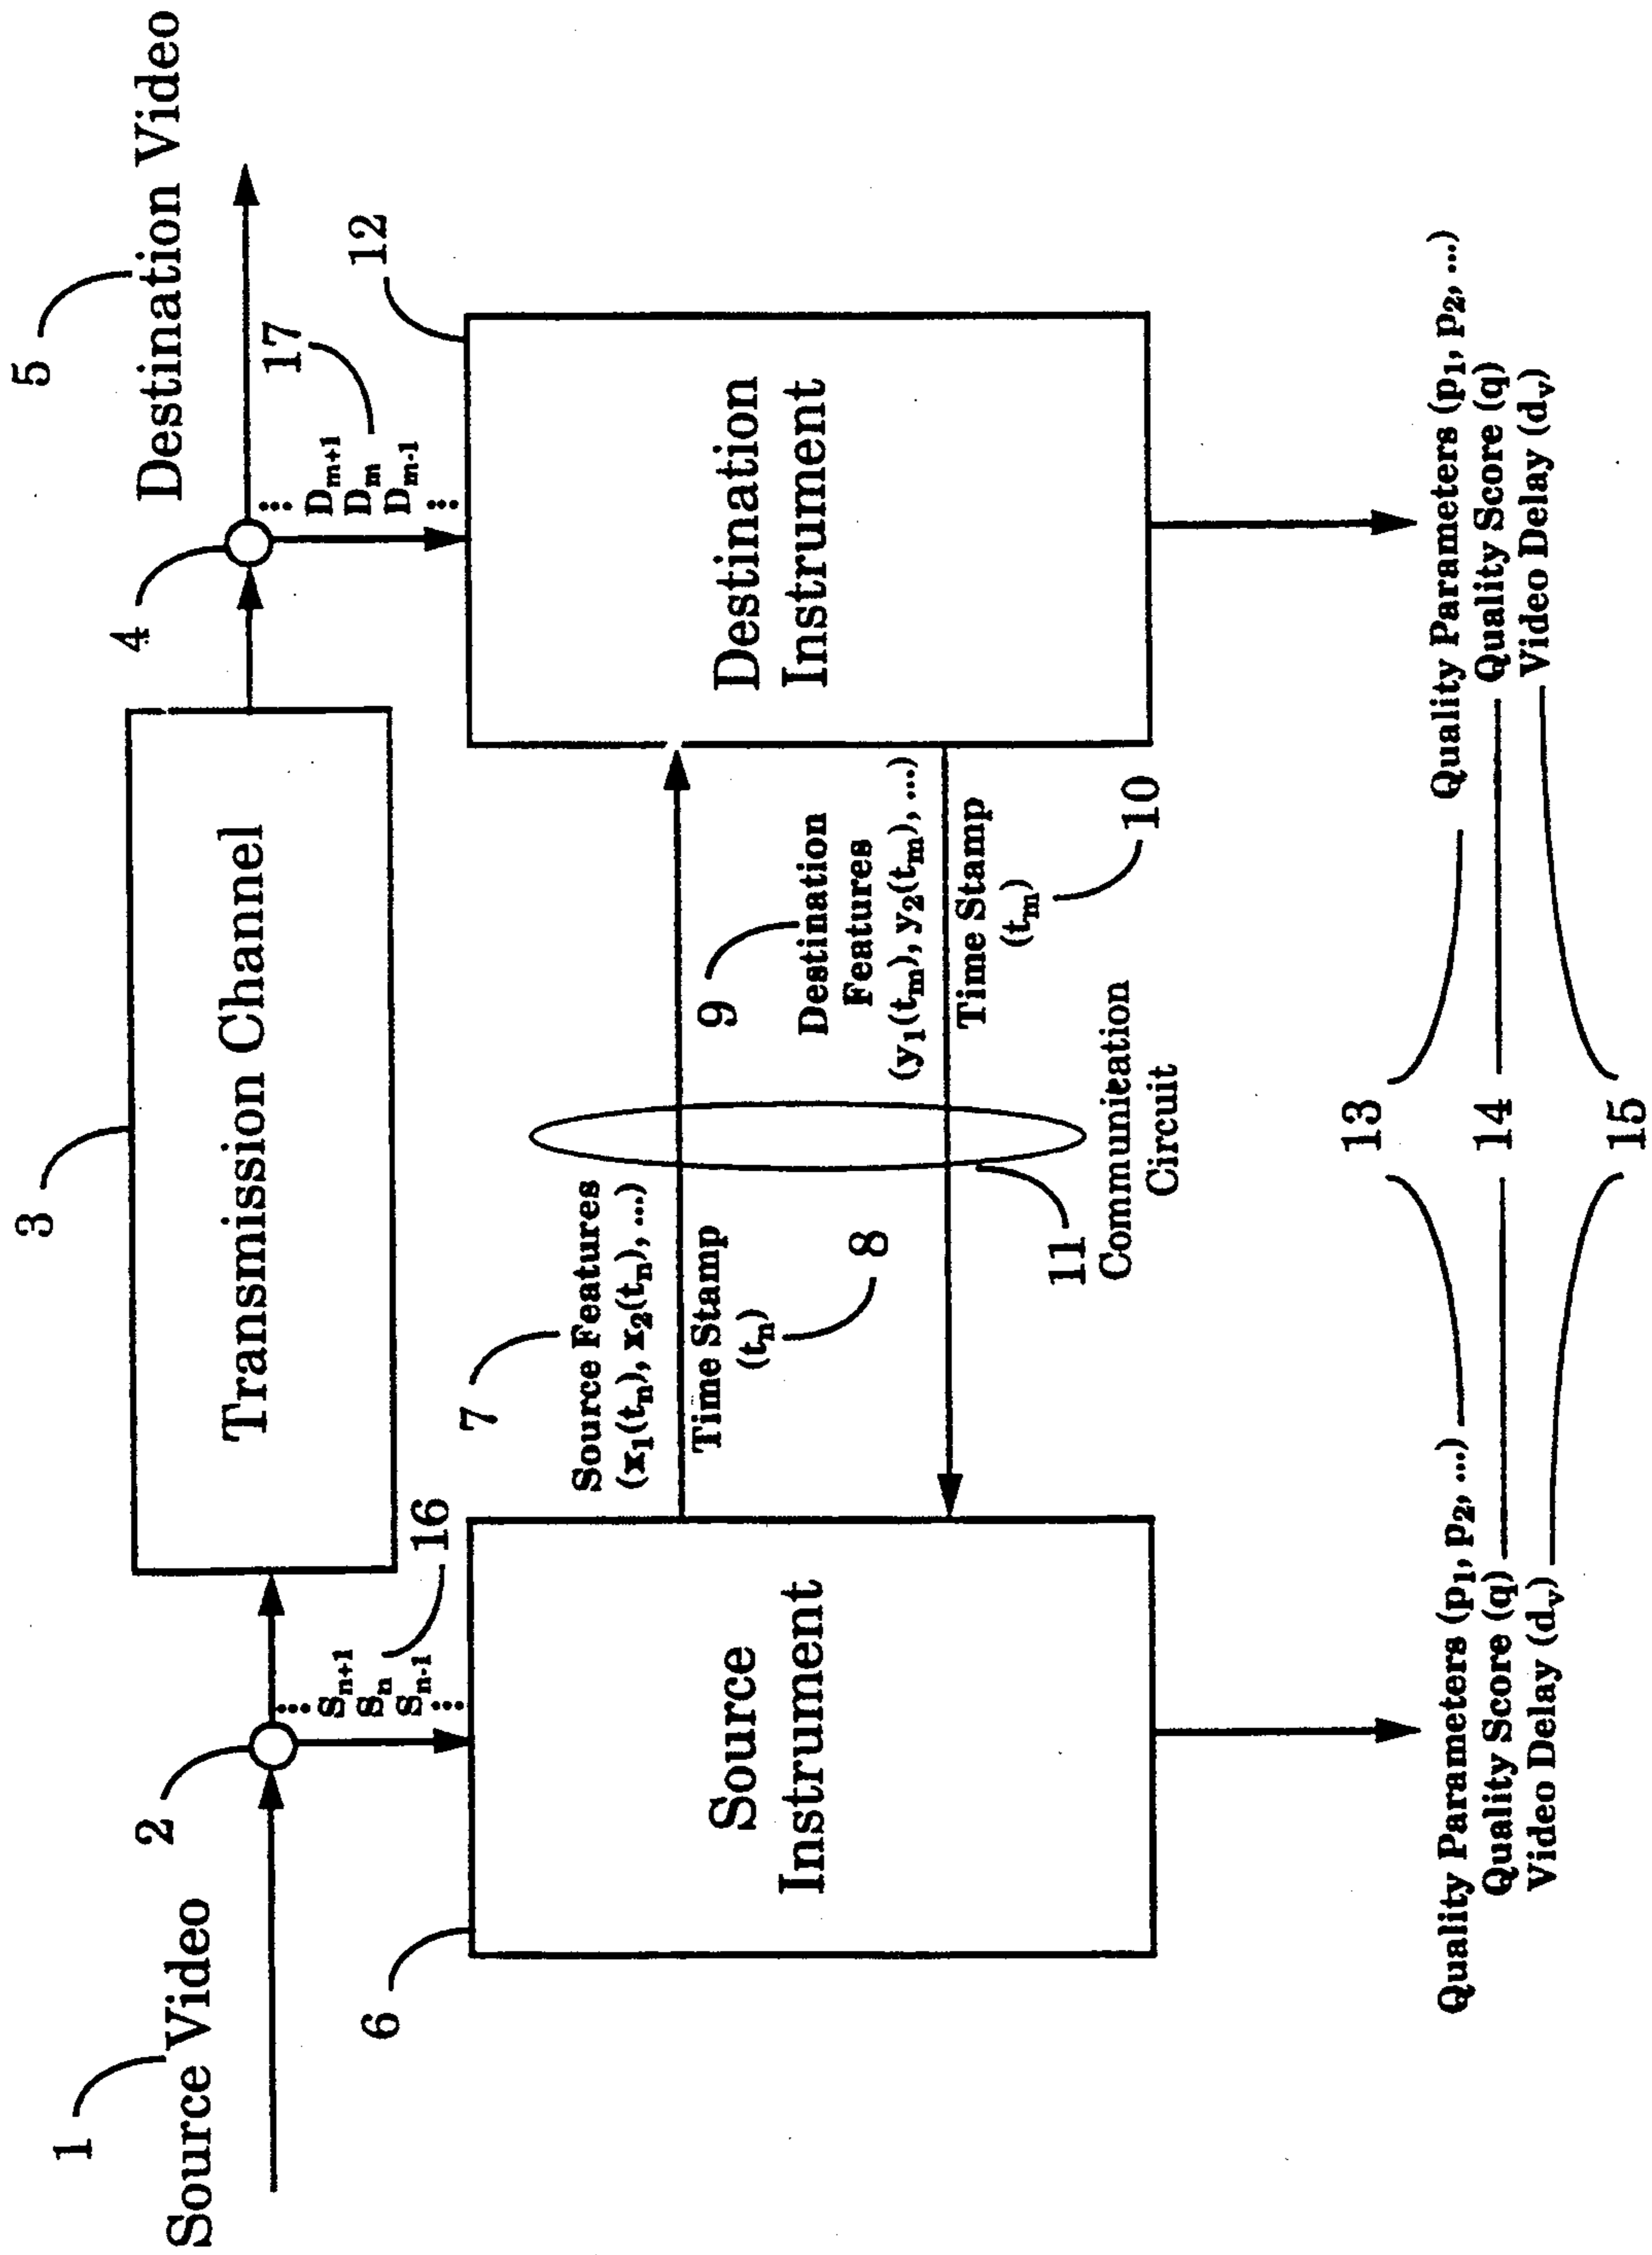 1
Source Video
2
3
Transmission Channel
4
5
Destination Video
... Sn+1
Sn
Sn-1 ...
16
... Dm+1
Dm
Dm-1 ...
17
6
Source
Instrument
7
Source Features
(x1(tn), x2(tn), ...)
Time Stamp
(tn)
8
9
Destination
Features
(y1(tm), y2(tm), ...)
Time Stamp
(tm)
10
11
Communication
Circuit
12
Destination
Instrument
Quality Parameters (p1, p2, ...)
Quality Score (q)
Video Delay (dv)
13
14
15
Quality Parameters (p1, p2, ...)
Quality Score (q)
Video Delay (dv)